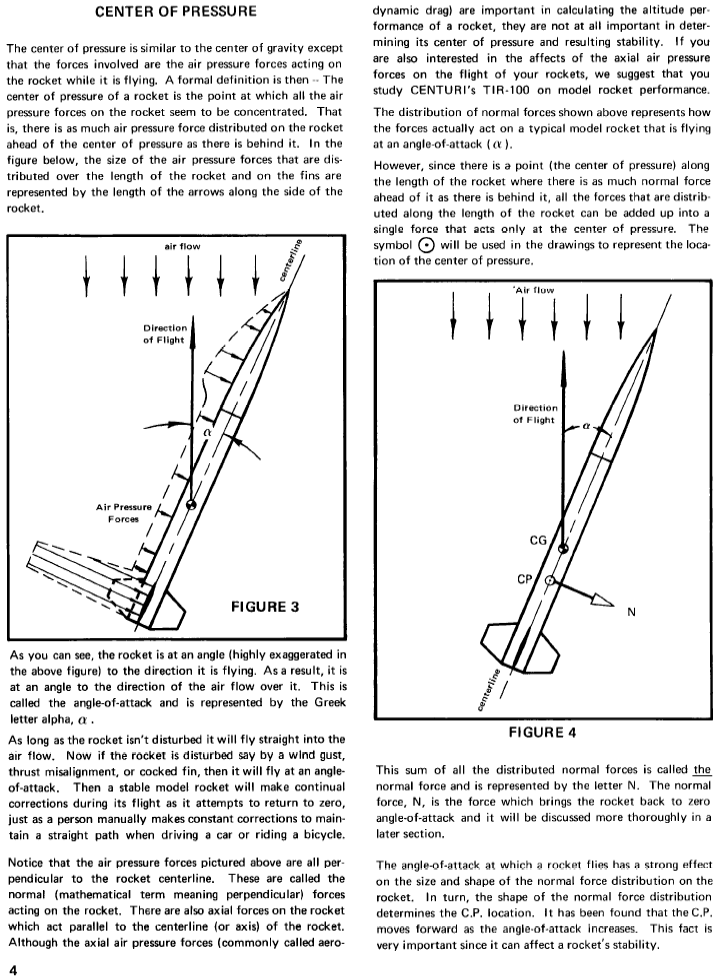 CENTER OF PRESSURE
The center of pressure is similar to the center of gravity except
that the forces involved are the air pressure forces acting on
the rocket while it is flying. A formal definition is then -- The
center of pressure of a rocket is the point at which all the air
pressure forces on the rocket seem to be concentrated. That
is, there is as much air pressure force distributed on the rocket
ahead of the center of pressure as there is behind it. In the
figure below, the size of the air pressure forces that are dis-
tributed over the length of the rocket and on the fins are
represented by the length of the arrows along the side of the
rocket.
air flow
centerline
Direction
of Flight
α
Air Pressure
Forces
FIGURE 3
As you can see, the rocket is at an angle (highly exaggerated in
the above figure) to the direction it is flying. As a result, it is
at an angle to the direction of the air flow over it. This is
called the angle-of-attack and is represented by the Greek
letter alpha, α .
As long as the rocket isn't disturbed it will fly straight into the
air flow. Now if the rocket is disturbed say by a wind gust,
thrust misalignment, or cocked fin, then it will fly at an angle-
of-attack. Then a stable model rocket will make continual
corrections during its flight as it attempts to return to zero,
just as a person manually makes constant corrections to main-
tain a straight path when driving a car or riding a bicycle.
Notice that the air pressure forces pictured above are all per-
pendicular to the rocket centerline. These are called the
normal (mathematical term meaning perpendicular) forces
acting on the rocket. There are also axial forces on the rocket
which act parallel to the centerline (or axis) of the rocket.
Although the axial air pressure forces (commonly called aero-
4
dynamic drag) are important in calculating the altitude per-
formance of a rocket, they are not at all important in deter-
mining its center of pressure and resulting stability. If you
are also interested in the affects of the axial air pressure
forces on the flight of your rockets, we suggest that you
study CENTURI's TIR-100 on model rocket performance.
The distribution of normal forces shown above represents how
the forces actually act on a typical model rocket that is flying
at an angle-of-attack ( α ).
However, since there is a point (the center of pressure) along
the length of the rocket where there is as much normal force
ahead of it as there is behind it, all the forces that are distrib-
uted along the length of the rocket can be added up into a
single force that acts only at the center of pressure. The
symbol ⊙ will be used in the drawings to represent the loca-
tion of the center of pressure.
Air flow
Direction
of Flight
α
CG
CP
N
centerline
FIGURE 4
This sum of all the distributed normal forces is called the
normal force and is represented by the letter N. The normal
force, N, is the force which brings the rocket back to zero
angle-of-attack and it will be discussed more thoroughly in a
later section.
The angle-of-attack at which a rocket flies has a strong effect
on the size and shape of the normal force distribution on the
rocket. In turn, the shape of the normal force distribution
determines the C.P. location. It has been found that the C.P.
moves forward as the angle-of-attack increases. This fact is
very important since it can affect a rocket's stability.